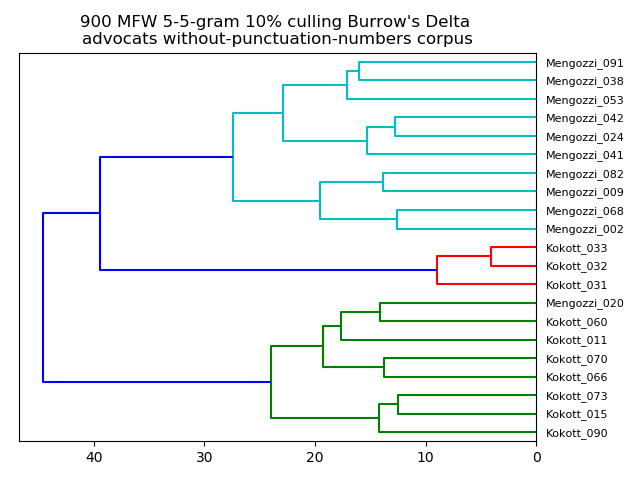 900 MFW 5-5-gram 10% culling Burrow's Delta
advocats without-punctuation-numbers corpus
Mengozzi_091
Mengozzi_038
Mengozzi_053
Mengozzi_042
Mengozzi_024
Mengozzi_041
Mengozzi_082
Mengozzi_009
Mengozzi_068
Mengozzi_002
Kokott_033
Kokott_032
Kokott_031
Mengozzi_020
Kokott_060
Kokott_011
Kokott_070
Kokott_066
Kokott_073
Kokott_015
Kokott_090
40 30 20 10 0